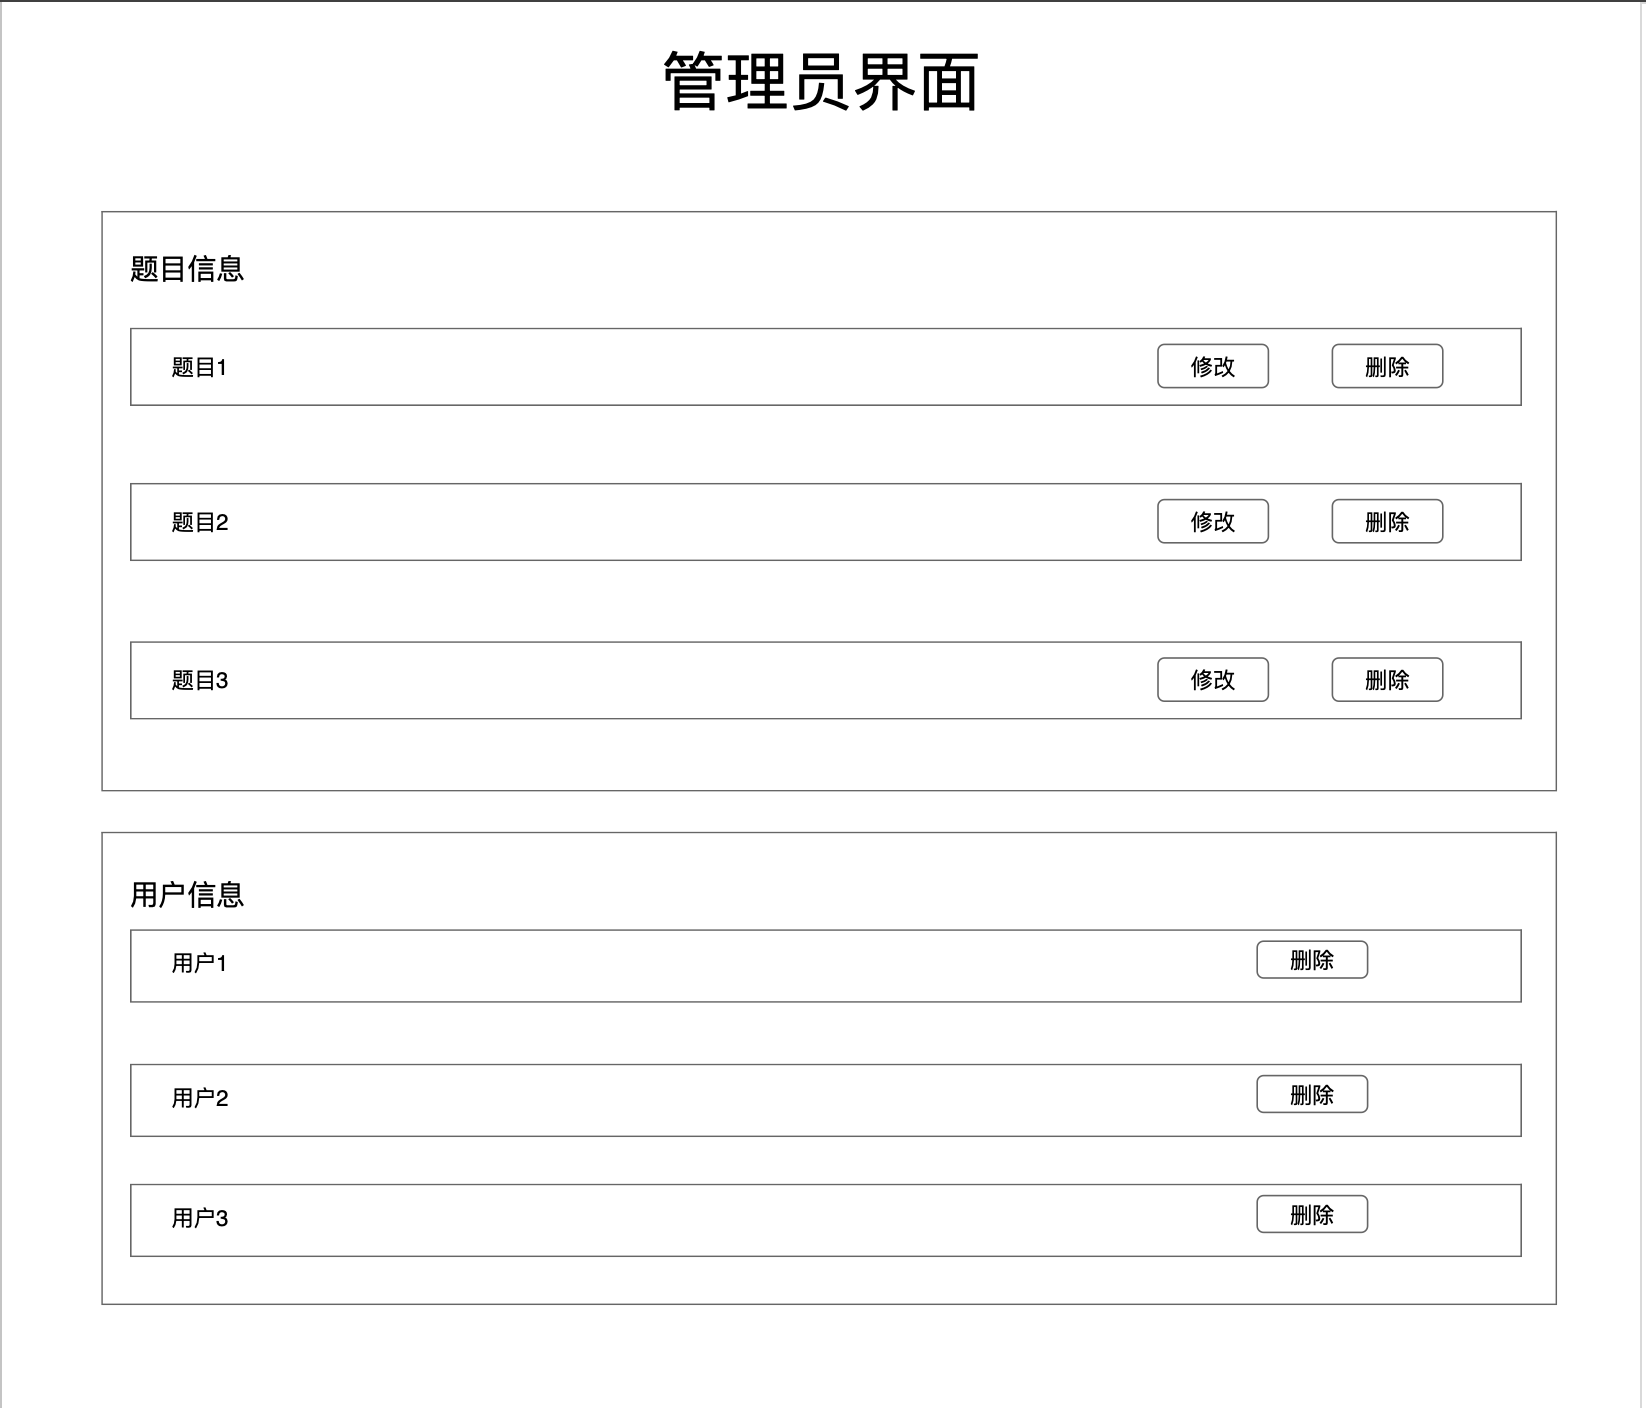 管理员界面
题目信息
题目1 修改 删除
题目2 修改 删除
题目3 修改 删除
用户信息
用户1 删除
用户2 删除
用户3 删除